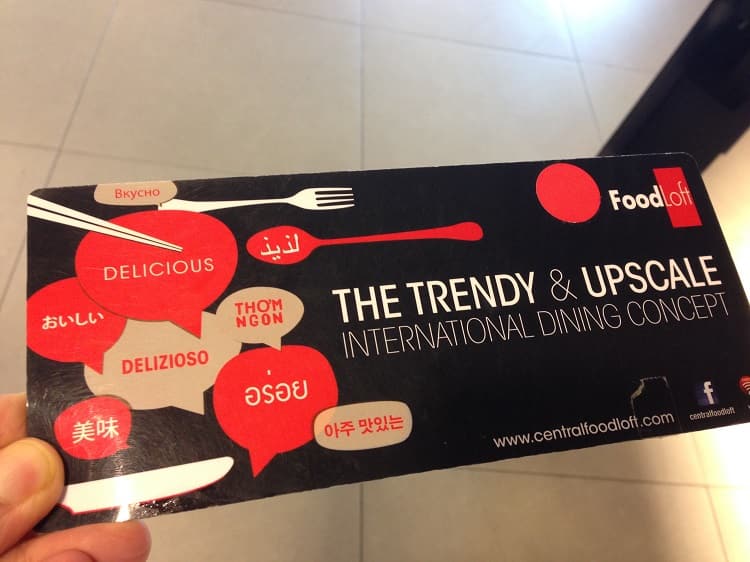 Вкусно
DELICIOUS
لذيذ
おいしい
THƠM
NGON
DELIZIOSO
อร่อย
美味
아주 맛있는
FoodLoft
THE TRENDY & UPSCALE
INTERNATIONAL DINING CONCEPT
www.centralfoodloft.com
f
centralfoodloft